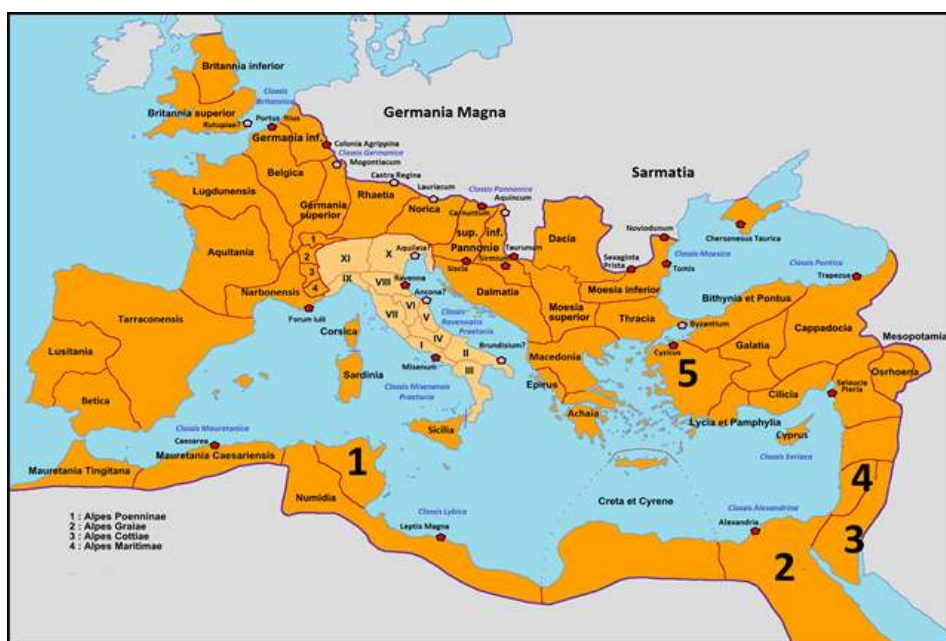 Britannia inferior
Classis
Britannica
Germania Magna
Britannia superior
Rutupiae?
Portus Itius
Germania inf.
Colonia Agrippina
Classis Germanica
Mogontiacum
Belgica
Castra Regina
Sarmatia
Lugdunensis
Rhaetia
Lauriacum
Classis Pannonica
Germania
superior
Norica
Carnuntum
Aquincum
sup.
inf.
Pannonie
Dacia
Noviodunum
Chersonesus Taurica
Aquitania
1
2
3
4
XI
X
Aquileia?
Taurunum
Sirmium
Siscia
Sexaginta
Prista
Classis Moesica
Tomis
Classis Pontica
Trapezus
IX
VIII
Ravenna
Narbonensis
Forum Iulii
Ancona?
Dalmatia
Moesia inferior
Moesia
superior
Bithynia et Pontus
Tarraconensis
VI
V
VII
Classis
Ravennatis
Praetoria
Thracia
Byzantium
Cappadocia
Mesopotamia
Corsica
I
IV
II
III
Misenum
Brundisium?
Macedonia
Cyzicus
Galatia
5
Osrhoena
Lusitania
Sardinia
Classis Misenensis
Praetoria
Epirus
Cilicia
Seleucie
Pieria
Betica
Achaia
Lycia et Pamphylia
Classis Mauretanica
Caesarea
Sicilia
Cyprus
Mauretania Tingitana
Mauretania Caesariensis
1
Classis Seriaca
4
Numidia
Creta et Cyrene
1 : Alpes Poenninae
2 : Alpes Graiae
3 : Alpes Cottiae
4 : Alpes Maritimae
Classis Lybica
Leptis Magna
Classis Alexandrina
Alexandria
2
3